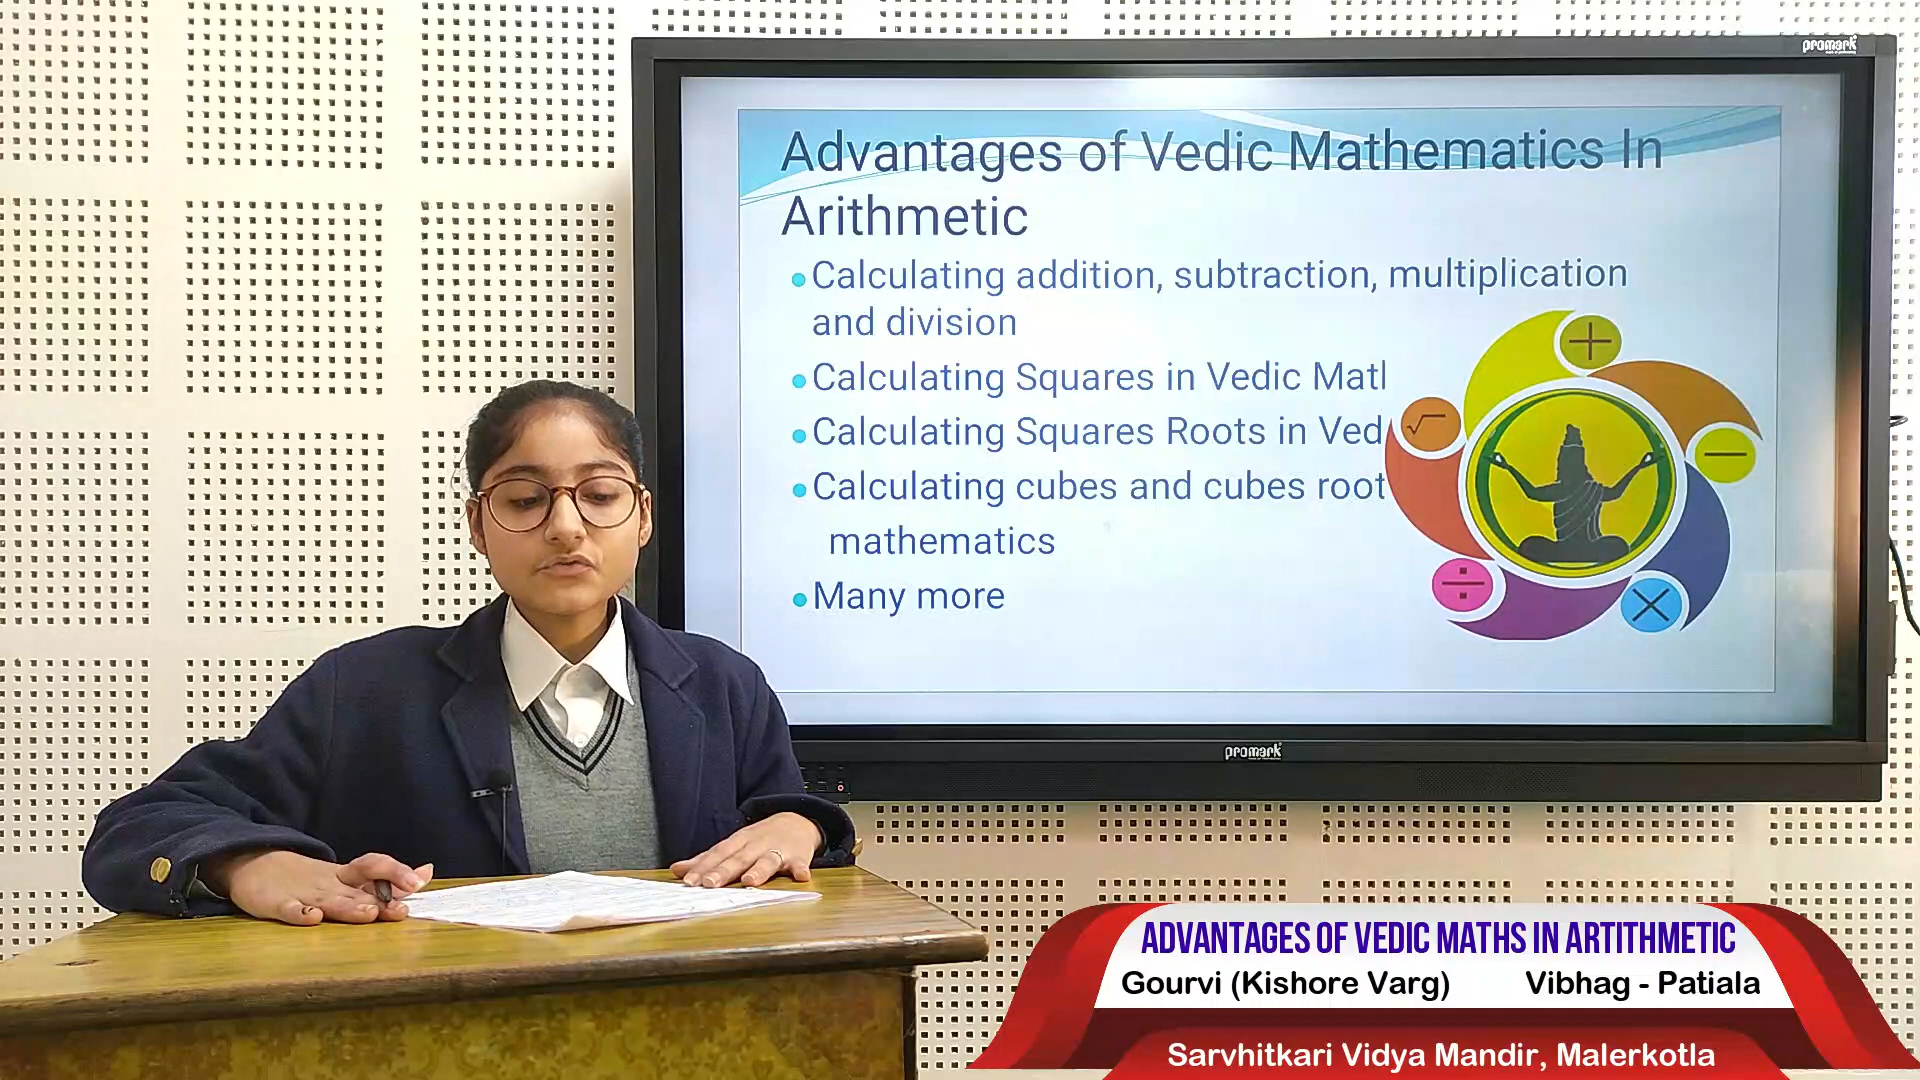 promark
Advantages of Vedic Mathematics In
Arithmetic
Calculating addition, subtraction, multiplication
and division
Calculating Squares in Vedic
Calculating Squares Roots in Ved
Calculating cubes and cubes root
mathematics
Many more
promark
ADVANTAGES OF VEDIC MATHS IN ARTITHMETIC
Gourvi (Kishore Varg) Vibhag - Patiala
Sarvhitkari Vidya Mandir, Malerkotla